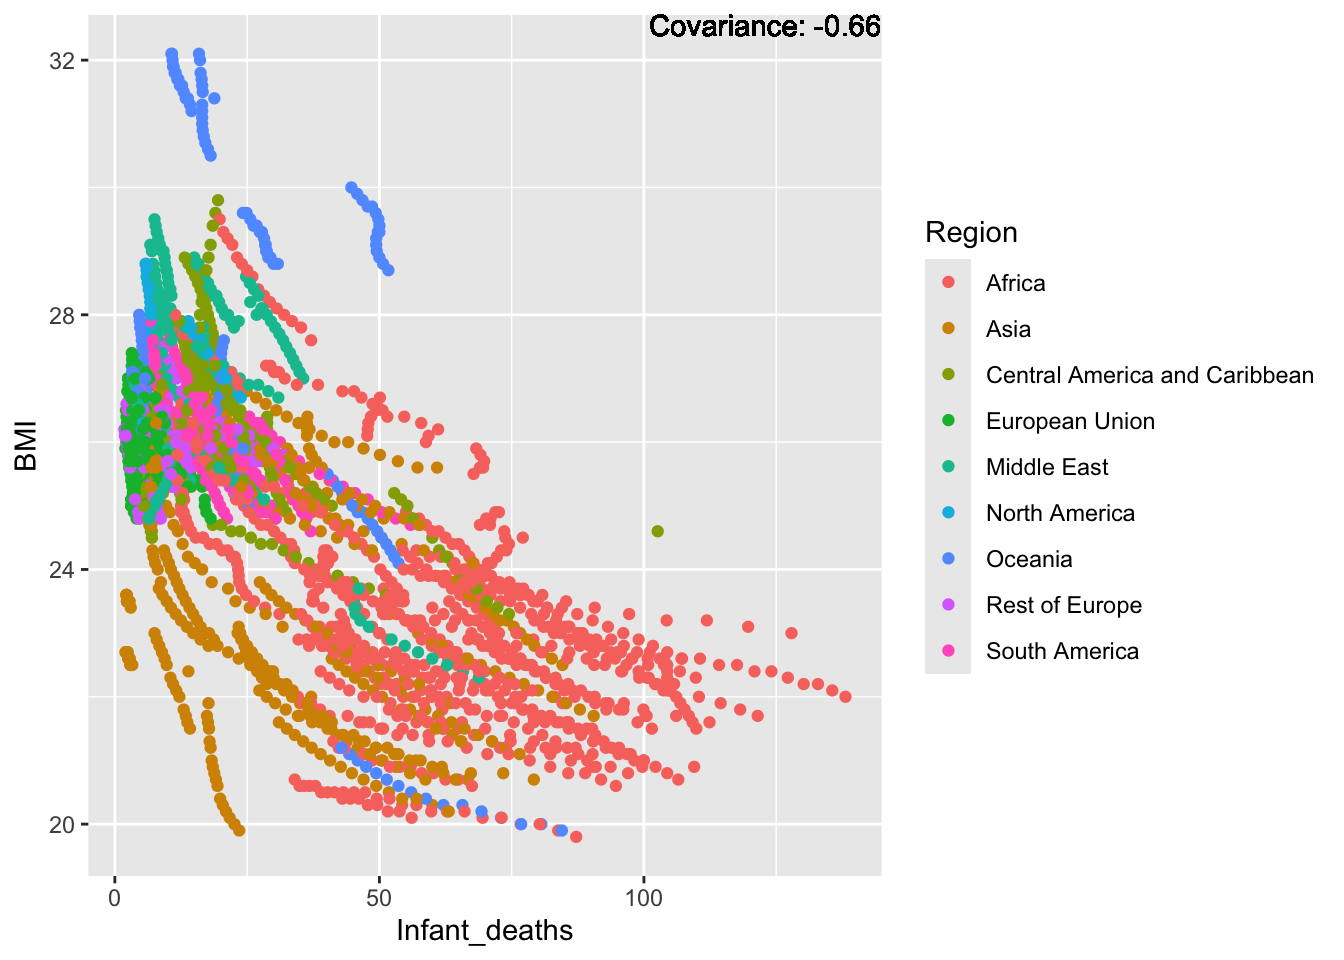 Covariance: -0.66
32
28
24
20
BMI
0
50
100
Infant_deaths
Region
Africa
Asia
Central America and Caribbean
European Union
Middle East
North America
Oceania
Rest of Europe
South America